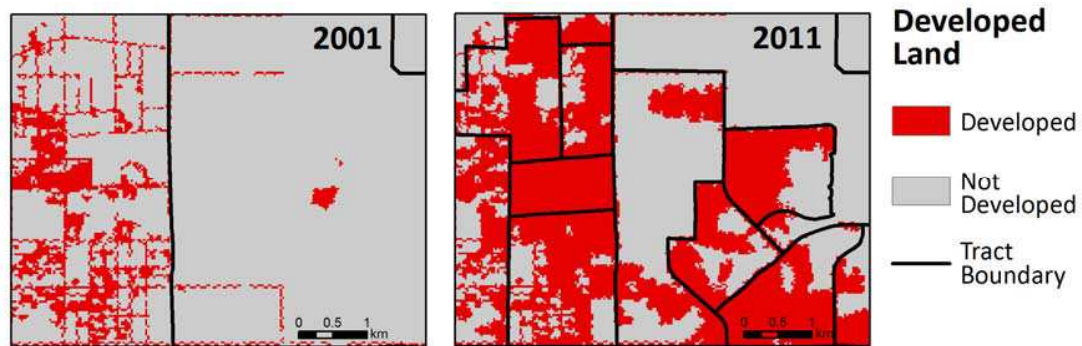 2001
0 0.5 1
km
2011
0 0.5 1
km
Developed
Land
Developed
Not
Developed
Tract
Boundary